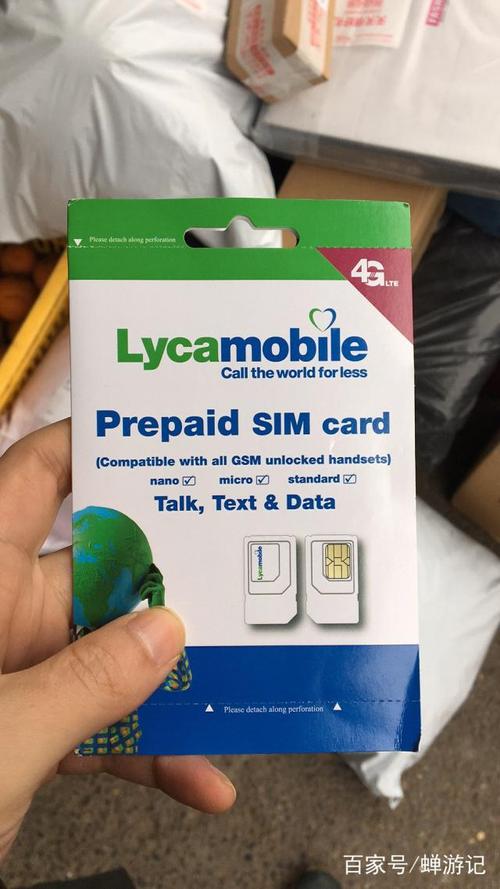 Please detach along perforation
4G LTE
Lycamobile
Call the world for less
Prepaid SIM card
(Compatible with all GSM unlocked handsets)
nano ☑ micro ☑ standard ☑
Talk, Text & Data
Lycamobile
Please detach along perforation
百家号/蝉游记